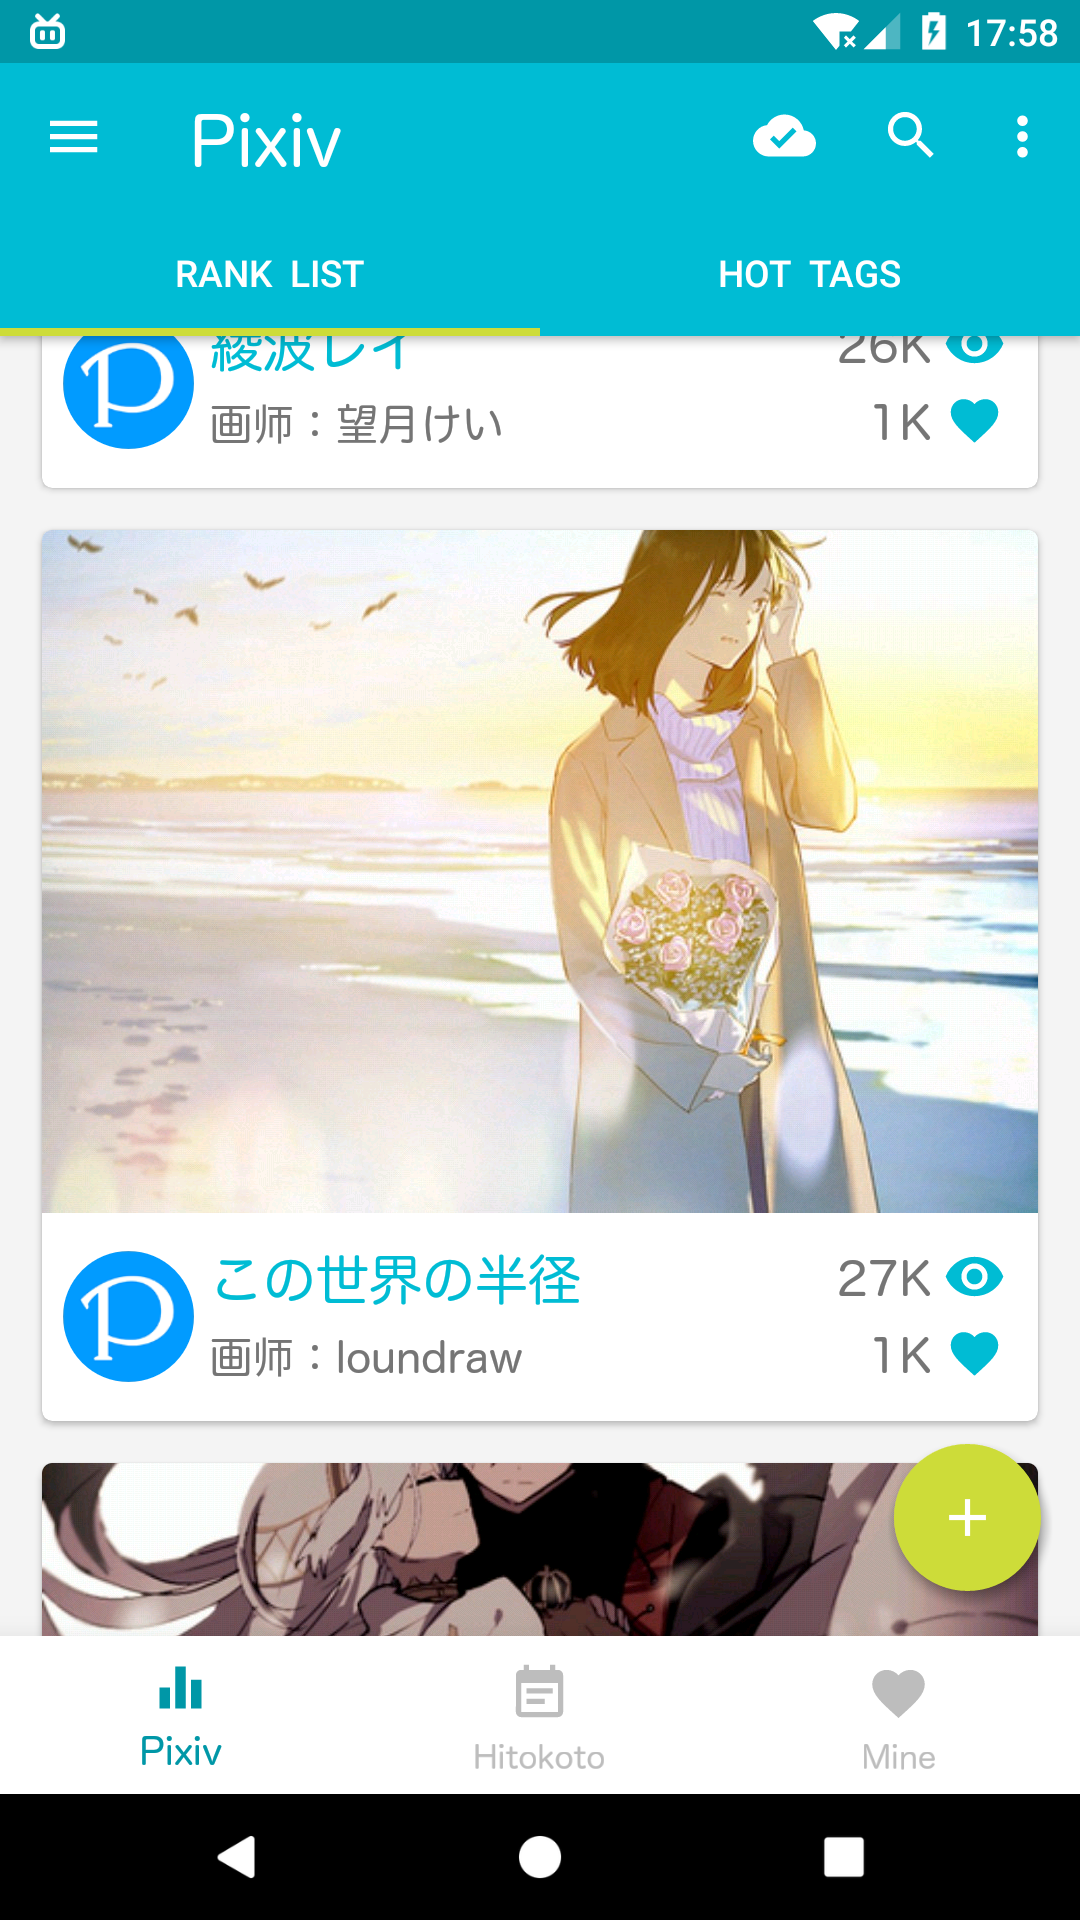 17:58
Pixiv
RANK LIST
HOT TAGS
綾波レイ
26K
画师：望月けい
1K
この世界の半径
27K
画师：loundraw
1K
Pixiv
Hitokoto
Mine